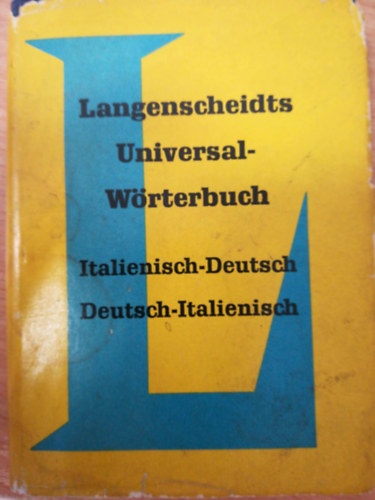 Langenscheidts
Universal-
Wörterbuch
Italienisch-Deutsch
Deutsch-Italienisch